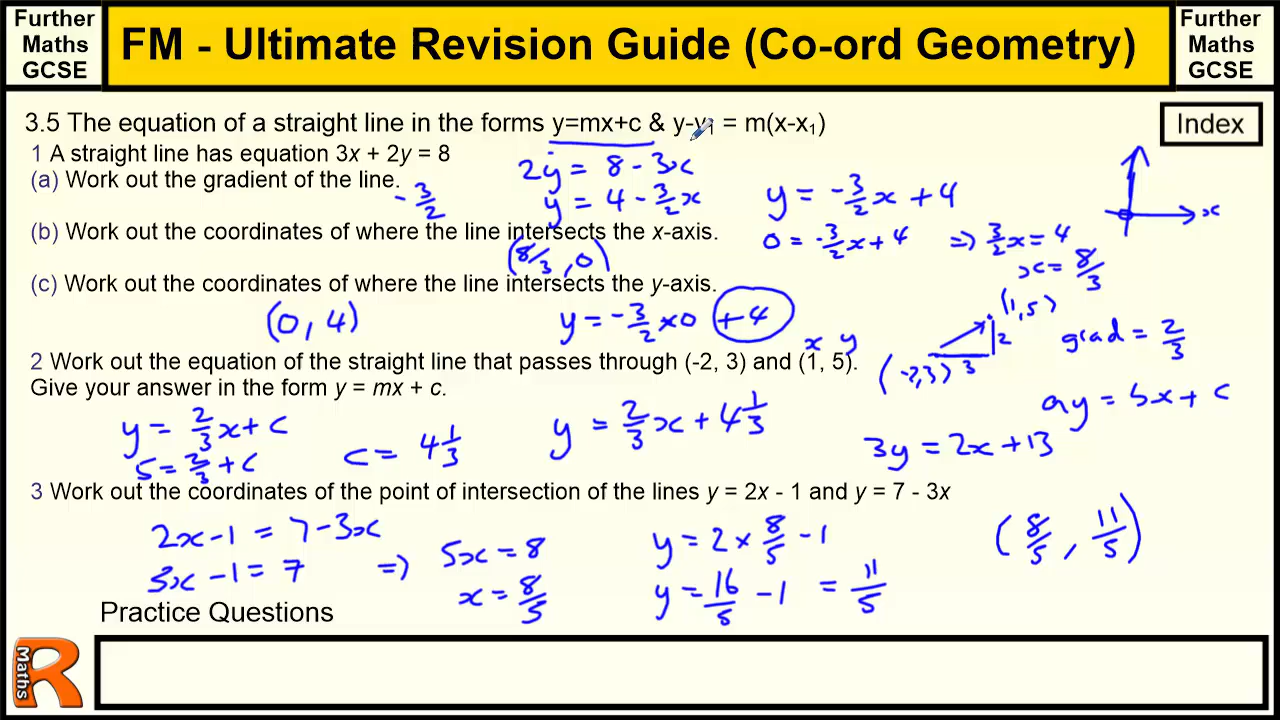 Further
Maths
GCSE
FM - Ultimate Revision Guide (Co-ord Geometry)
Further
Maths
GCSE
3.5 The equation of a straight line in the forms y=mx+c & y-y₁ = m(x-x₁)
Index
1 A straight line has equation 3x + 2y = 8
2y = 8 - 3x
(a) Work out the gradient of the line.
-3/2
y = 4 - 3/2 x
y = -3/2 x + 4
x
(b) Work out the coordinates of where the line intersects the x-axis.
(8/3, 0)
0 = -3/2 x + 4 => 3/2 x = 4
x = 8/3
(c) Work out the coordinates of where the line intersects the y-axis.
(0, 4)
y = -3/2 × 0 + 4
x y
(1, 5)
2
3
(-2, 3)
grad = 2/3
2 Work out the equation of the straight line that passes through (-2, 3) and (1, 5).
Give your answer in the form y = mx + c.
y = 2/3 x + c
5 = 2/3 + c
c = 4 1/3
y = 2/3 x + 4 1/3
ay = bx + c
3y = 2x + 13
3 Work out the coordinates of the point of intersection of the lines y = 2x - 1 and y = 7 - 3x
2x - 1 = 7 - 3x
5x - 1 = 7 => 5x = 8
x = 8/5
y = 2 × 8/5 - 1
y = 16/5 - 1 = 11/5
(8/5, 11/5)
Practice Questions
R
Maths